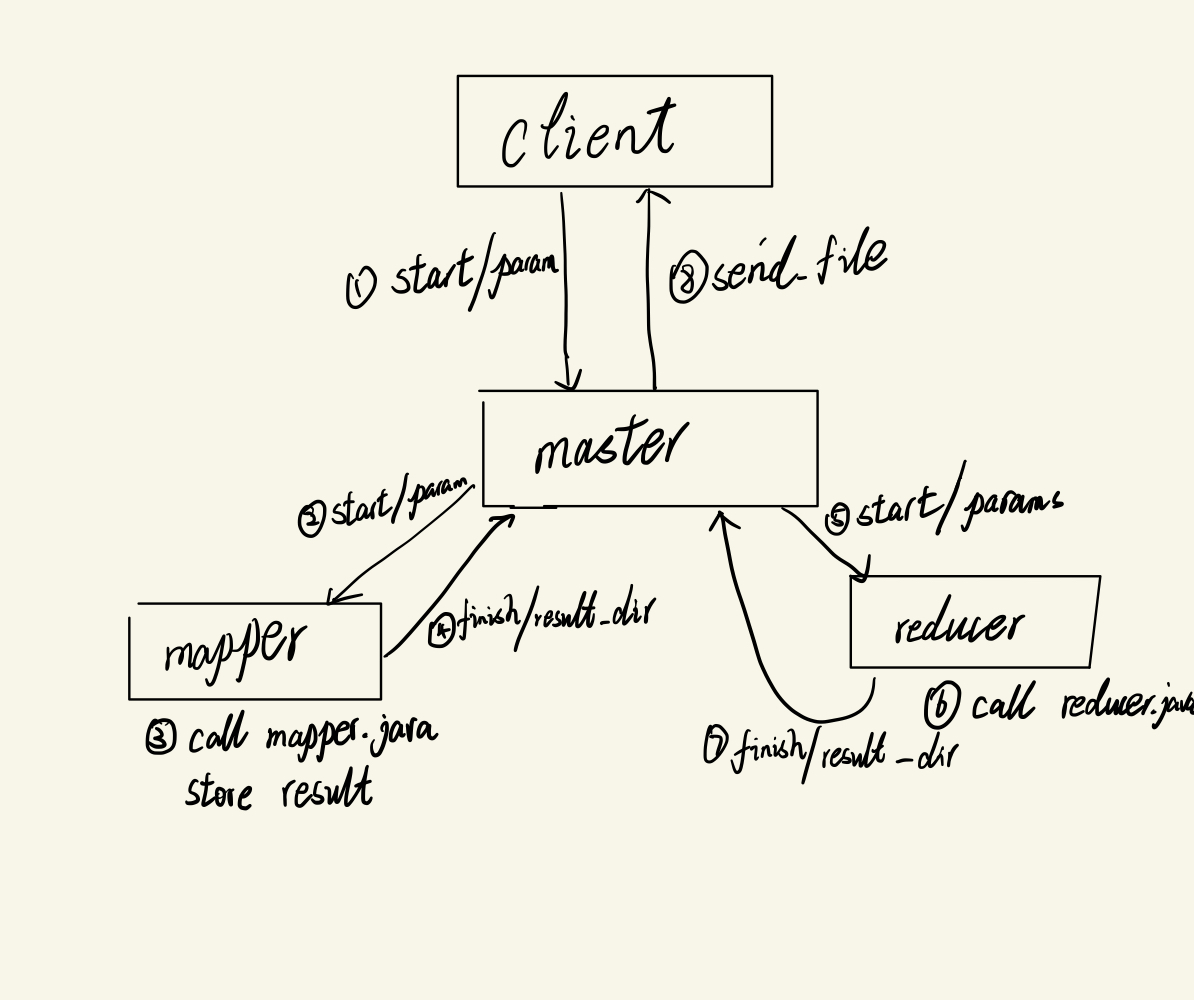 client
① start/param
⑧ send_file
master
② start/param
⑤ start/params
④ finish/result_dir
mapper
reducer
③ call mapper.java
store result
⑥ call reducer.java
⑦ finish/result_dir